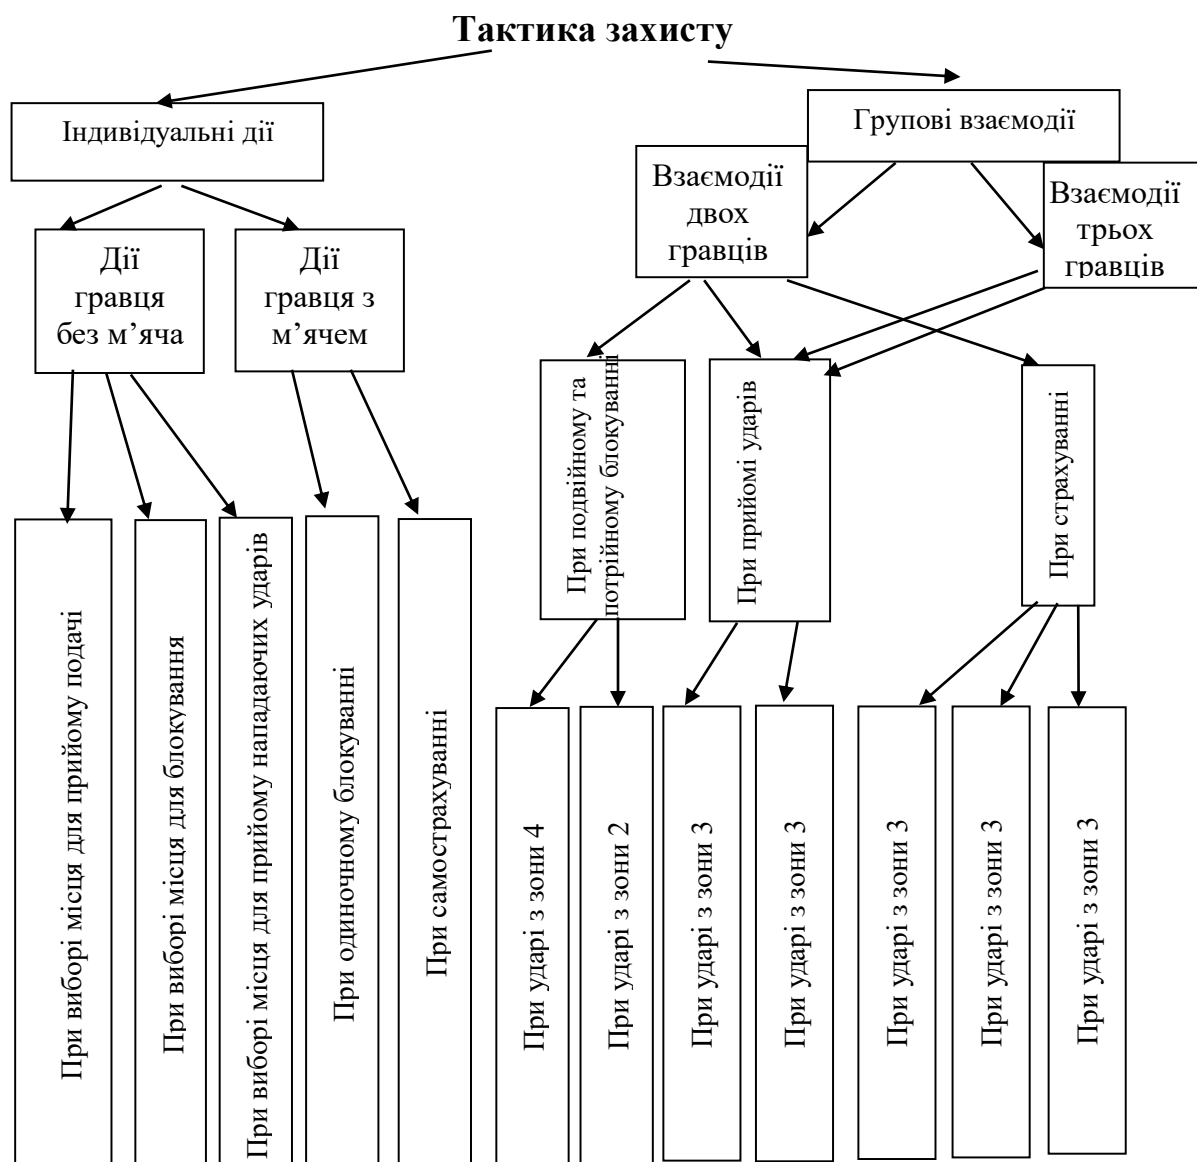 Тактика захисту
Індивідуальні дії
Групові взаємодії
Взаємодії
двох
гравців
Взаємодії
трьох
гравців
Дії
гравця
без м’яча
Дії
гравця з
м’ячем
При подвійному та
потрійному блокуванні
При прийомі ударів
При страхуванні
При виборі місця для прийому подачі
При виборі місця для блокування
При виборі місця для прийому нападаючих ударів
При одиночному блокуванні
При самострахуванні
При ударі з зони 4
При ударі з зони 2
При ударі з зони 3
При ударі з зони 3
При ударі з зони 3
При ударі з зони 3
При ударі з зони 3